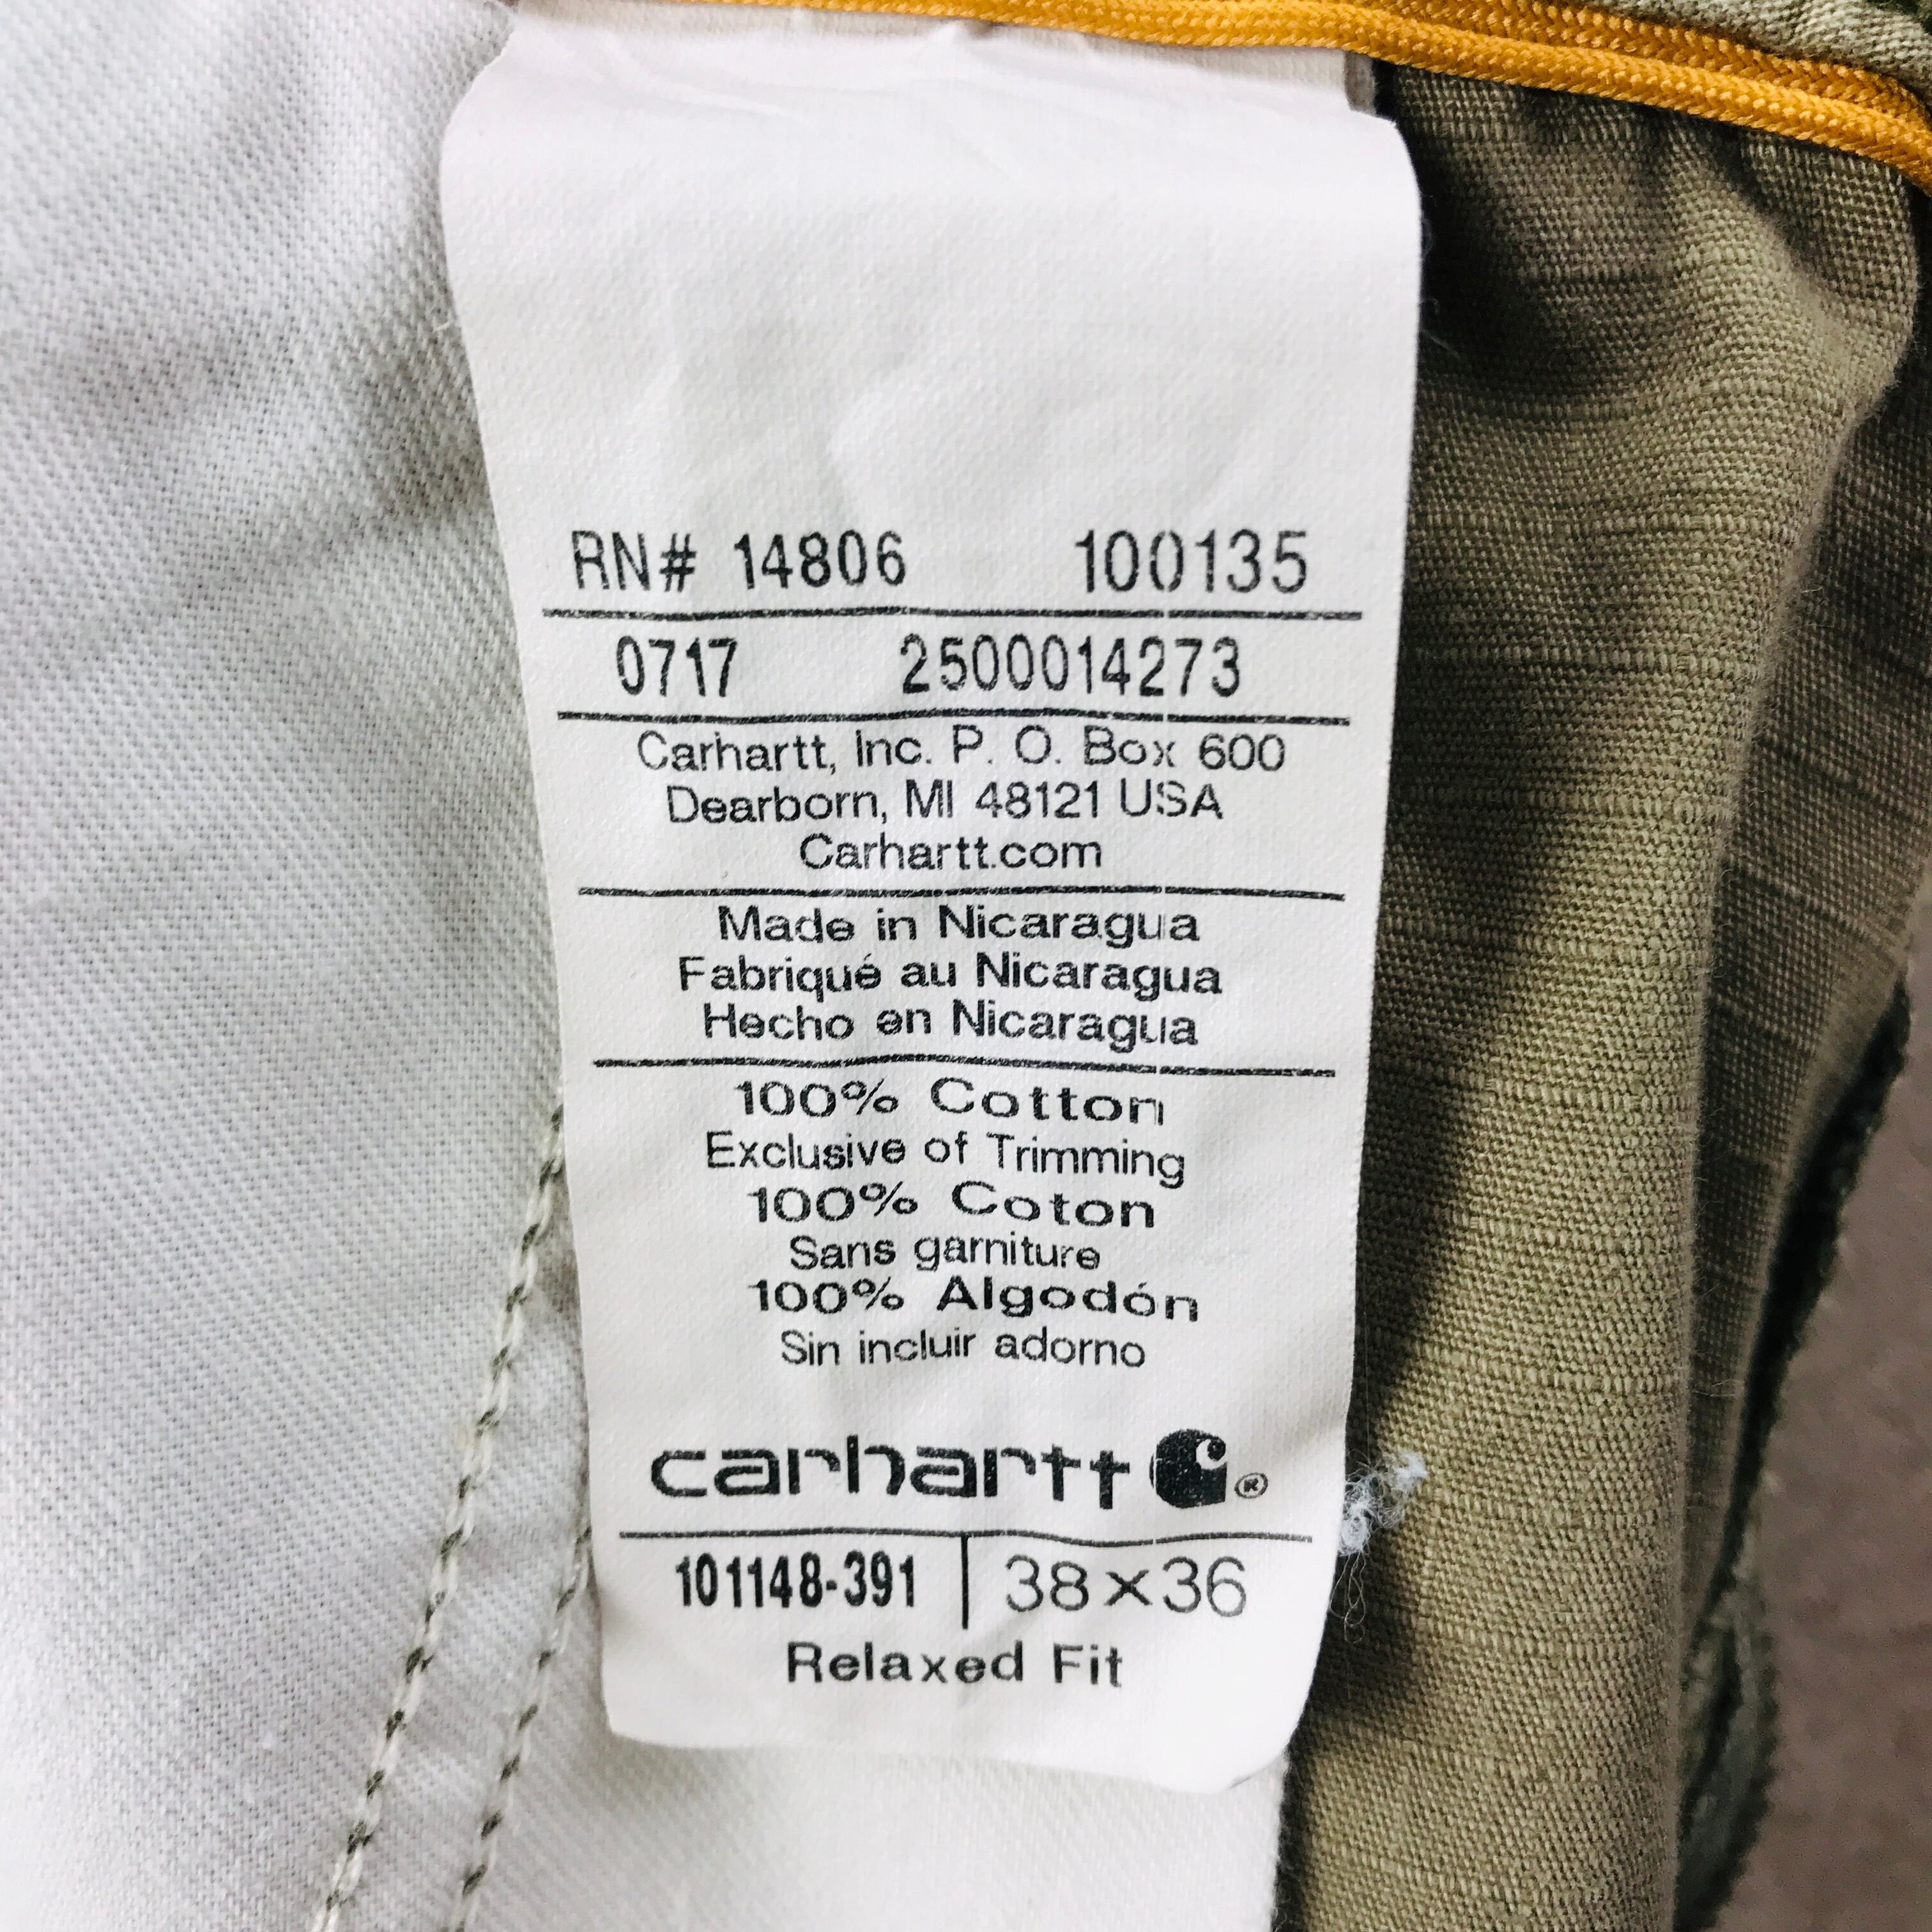 RN# 14806 100135
0717 2500014273
Carhartt, Inc. P. O. Box 600
Dearborn, MI 48121 USA
Carhartt.com
Made in Nicaragua
Fabriqué au Nicaragua
Hecho en Nicaragua
100% Cotton
Exclusive of Trimming
100% Coton
Sans garniture
100% Algodón
Sin incluir adorno
carhartt ®
101148-391 | 38×36
Relaxed Fit